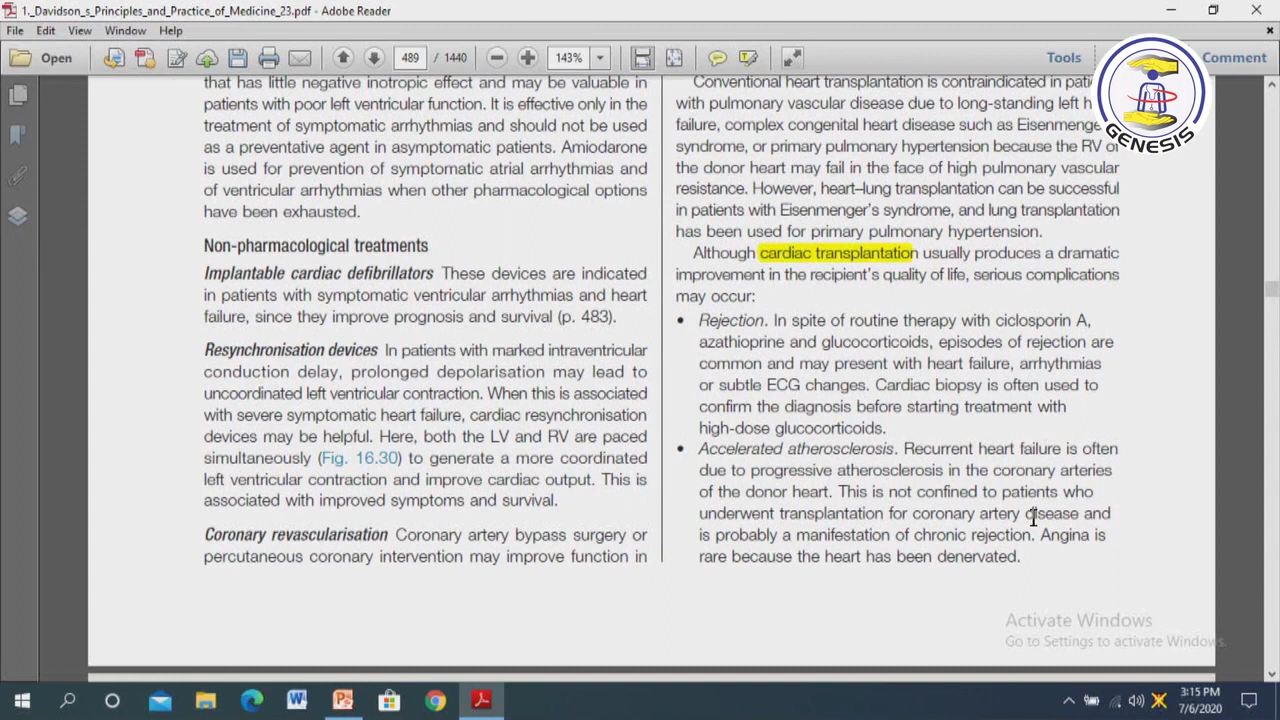 1._Davidson_s_Principles_and_Practice_of_Medicine_23.pdf - Adobe Reader
File Edit View Window Help
Open 489 / 1440 143% Tools Comment
GENESIS
that has little negative inotropic effect and may be valuable in
patients with poor left ventricular function. It is effective only in the
treatment of symptomatic arrhythmias and should not be used
as a preventative agent in asymptomatic patients. Amiodarone
is used for prevention of symptomatic atrial arrhythmias and
of ventricular arrhythmias when other pharmacological options
have been exhausted.
Non-pharmacological treatments
Implantable cardiac defibrillators These devices are indicated
in patients with symptomatic ventricular arrhythmias and heart
failure, since they improve prognosis and survival (p. 483).
Resynchronisation devices In patients with marked intraventricular
conduction delay, prolonged depolarisation may lead to
uncoordinated left ventricular contraction. When this is associated
with severe symptomatic heart failure, cardiac resynchronisation
devices may be helpful. Here, both the LV and RV are paced
simultaneously (Fig. 16.30) to generate a more coordinated
left ventricular contraction and improve cardiac output. This is
associated with improved symptoms and survival.
Coronary revascularisation Coronary artery bypass surgery or
percutaneous coronary intervention may improve function in
Conventional heart transplantation is contraindicated in
with pulmonary vascular disease due to long-standing left
failure, complex congenital heart disease such as
syndrome, or primary pulmonary hypertension because the RV of
the donor heart may fail in the face of high pulmonary vascular
resistance. However, heart–lung transplantation can be successful
in patients with Eisenmenger's syndrome, and lung transplantation
has been used for primary pulmonary hypertension.
Although cardiac transplantation usually produces a dramatic
improvement in the recipient's quality of life, serious complications
may occur:
• Rejection. In spite of routine therapy with ciclosporin A,
azathioprine and glucocorticoids, episodes of rejection are
common and may present with heart failure, arrhythmias
or subtle ECG changes. Cardiac biopsy is often used to
confirm the diagnosis before starting treatment with
high-dose glucocorticoids.
• Accelerated atherosclerosis. Recurrent heart failure is often
due to progressive atherosclerosis in the coronary arteries
of the donor heart. This is not confined to patients who
underwent transplantation for coronary artery disease and
is probably a manifestation of chronic rejection. Angina is
rare because the heart has been denervated.
Activate Windows
Go to Settings to activate Windows.
3:15 PM
7/6/2020